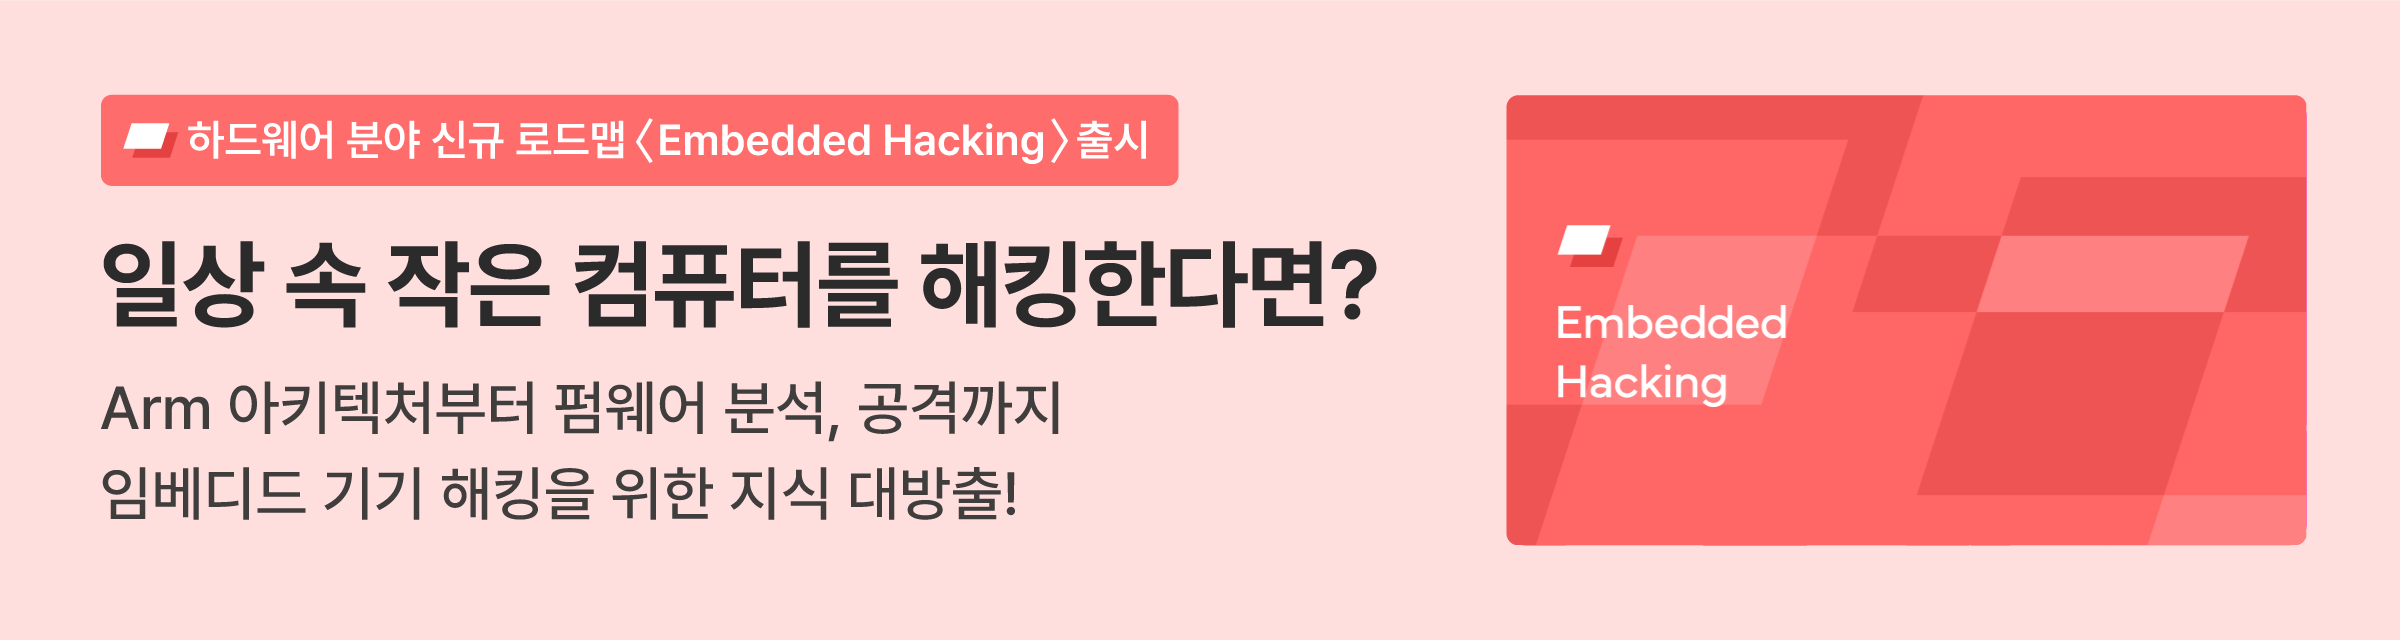 하드웨어 분야 신규 로드맵〈Embedded Hacking〉출시
일상 속 작은 컴퓨터를 해킹한다면?
Arm 아키텍처부터 펌웨어 분석, 공격까지
임베디드 기기 해킹을 위한 지식 대방출!
Embedded
Hacking